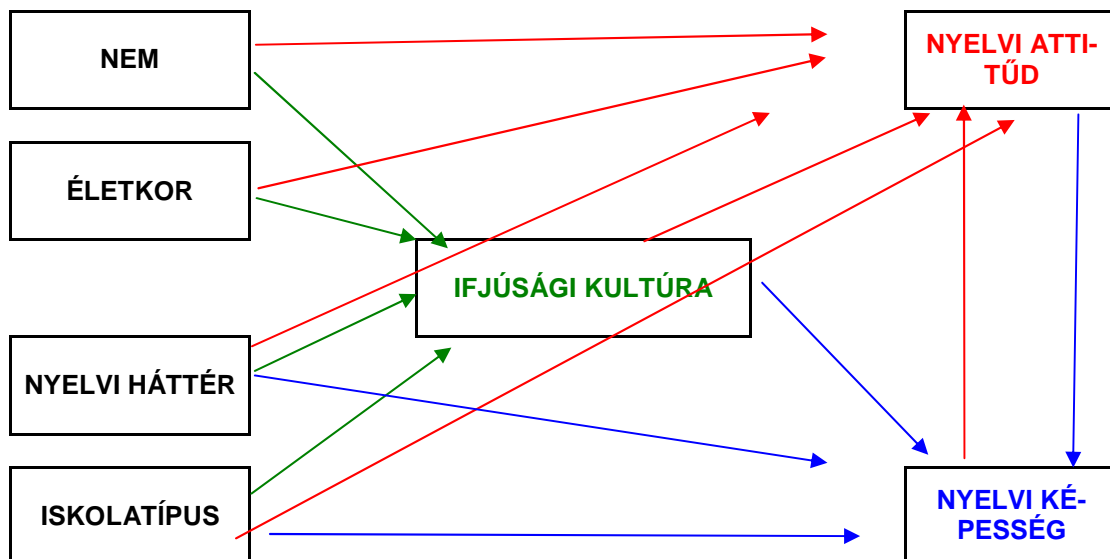 NEM
NYELVI ATTI-
TŰD
ÉLETKOR
IFJÚSÁGI KULTÚRA
NYELVI HÁTTÉR
ISKOLATÍPUS
NYELVI KÉ-
PESSÉG